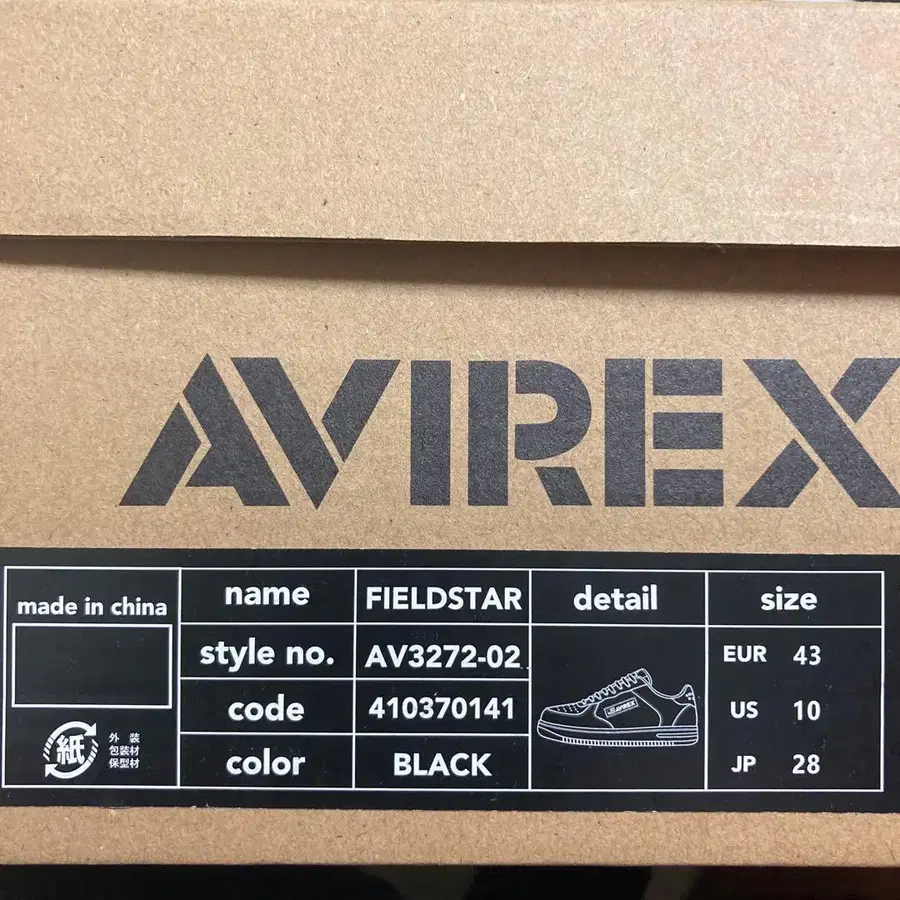 AVIREX
made in china
name FIELDSTAR
style no. AV3272-02
code 410370141
color BLACK
detail
AVIREX
size
EUR 43
US 10
JP 28
紙
外装
包装材
保型材